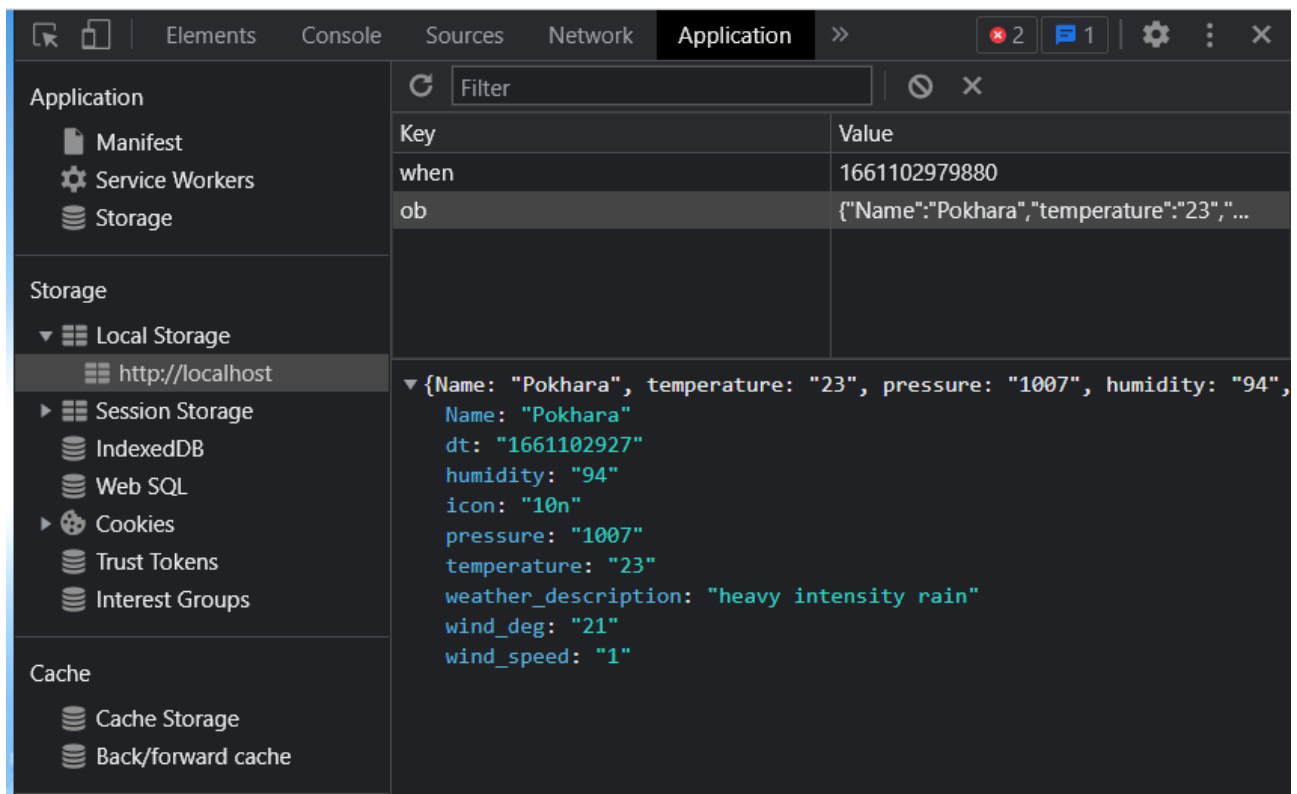 Elements Console Sources Network Application » 2 1
Application
Manifest
Service Workers
Storage
Storage
Local Storage
http://localhost
Session Storage
IndexedDB
Web SQL
Cookies
Trust Tokens
Interest Groups
Cache
Cache Storage
Back/forward cache
Filter
Key Value
when 1661102979880
ob {"Name":"Pokhara","temperature":"23","...
{Name: "Pokhara", temperature: "23", pressure: "1007", humidity: "94",
Name: "Pokhara"
dt: "1661102927"
humidity: "94"
icon: "10n"
pressure: "1007"
temperature: "23"
weather_description: "heavy intensity rain"
wind_deg: "21"
wind_speed: "1"